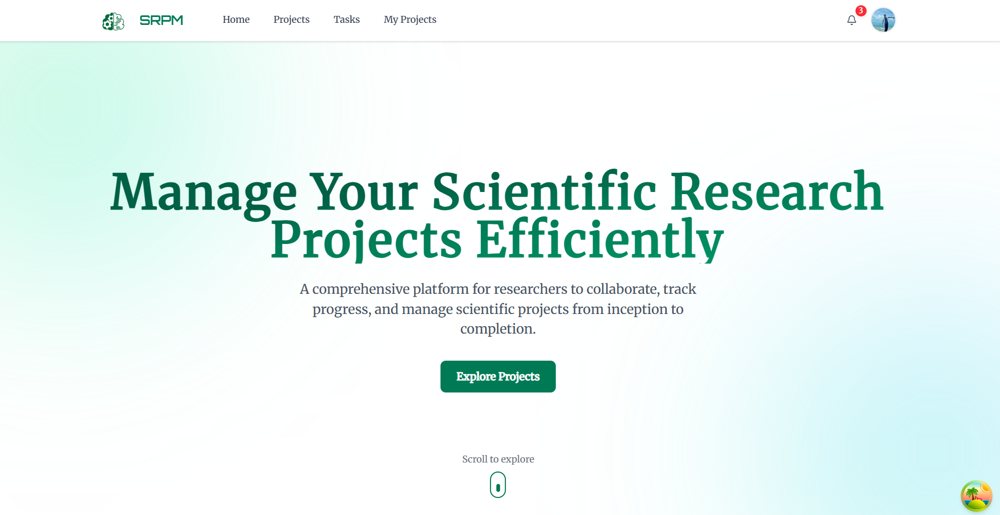 SRPM
Home Projects Tasks My Projects
3
Manage Your Scientific Research
Projects Efficiently
A comprehensive platform for researchers to collaborate, track
progress, and manage scientific projects from inception to
completion.
Explore Projects
Scroll to explore